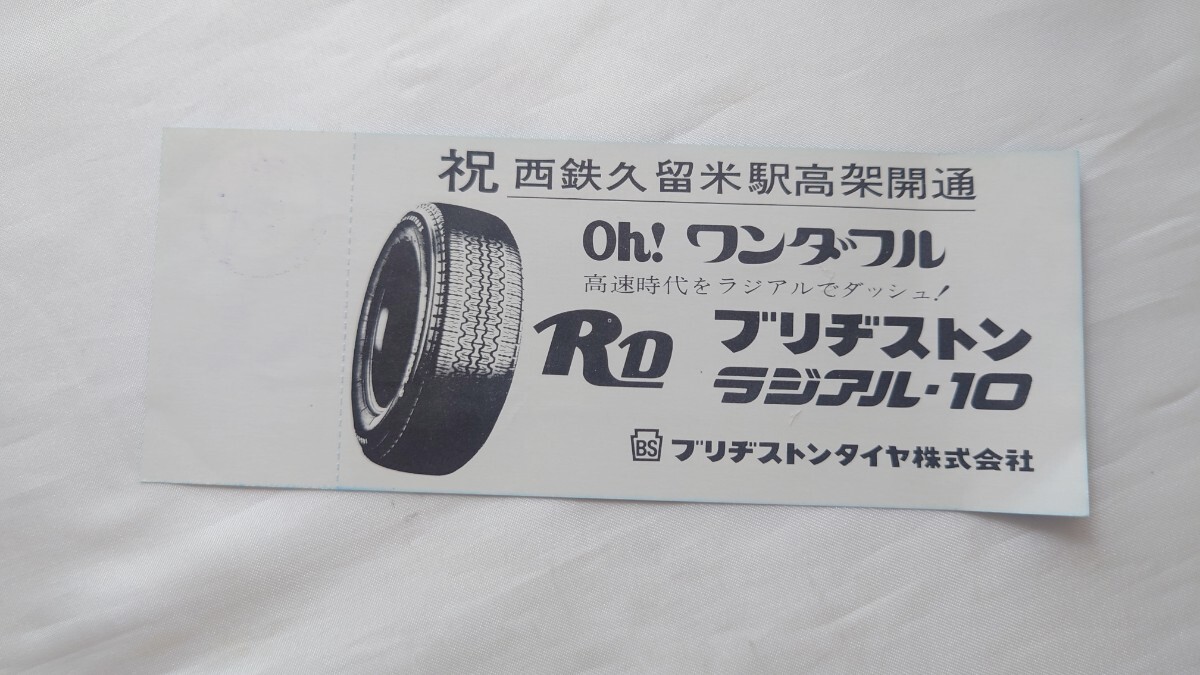 祝 西鉄久留米駅高架開通
Oh! ワンダフル
高速時代をラジアルでダッシュ!
RD ブリヂストン
ラジアル・10
BS ブリヂストンタイヤ株式会社